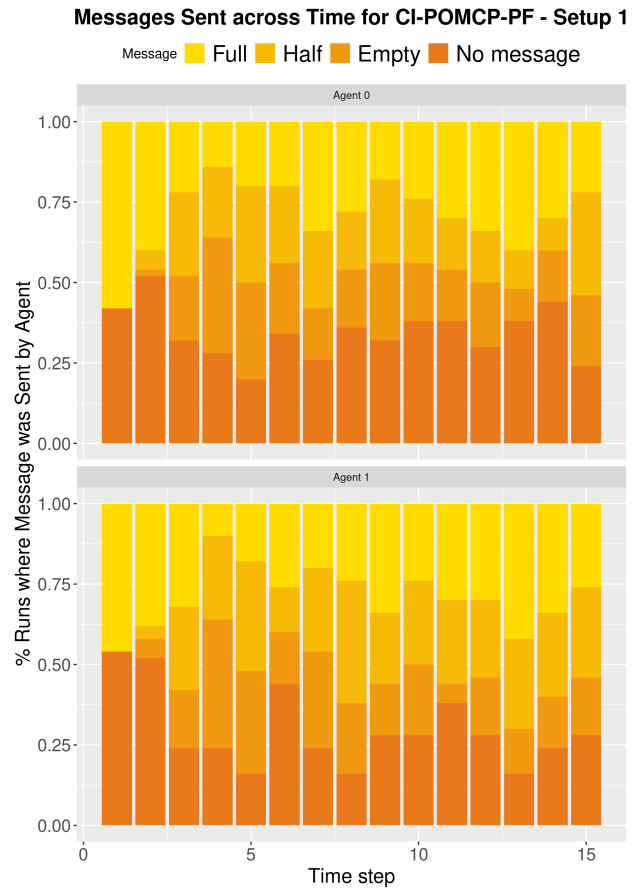 Messages Sent across Time for CI-POMCP-PF - Setup 1
Message Full Half Empty No message
Agent 0
1.00
0.75
0.50
0.25
0.00
% Runs where Message was Sent by Agent
Agent 1
1.00
0.75
0.50
0.25
0.00
0 5 10 15
Time step